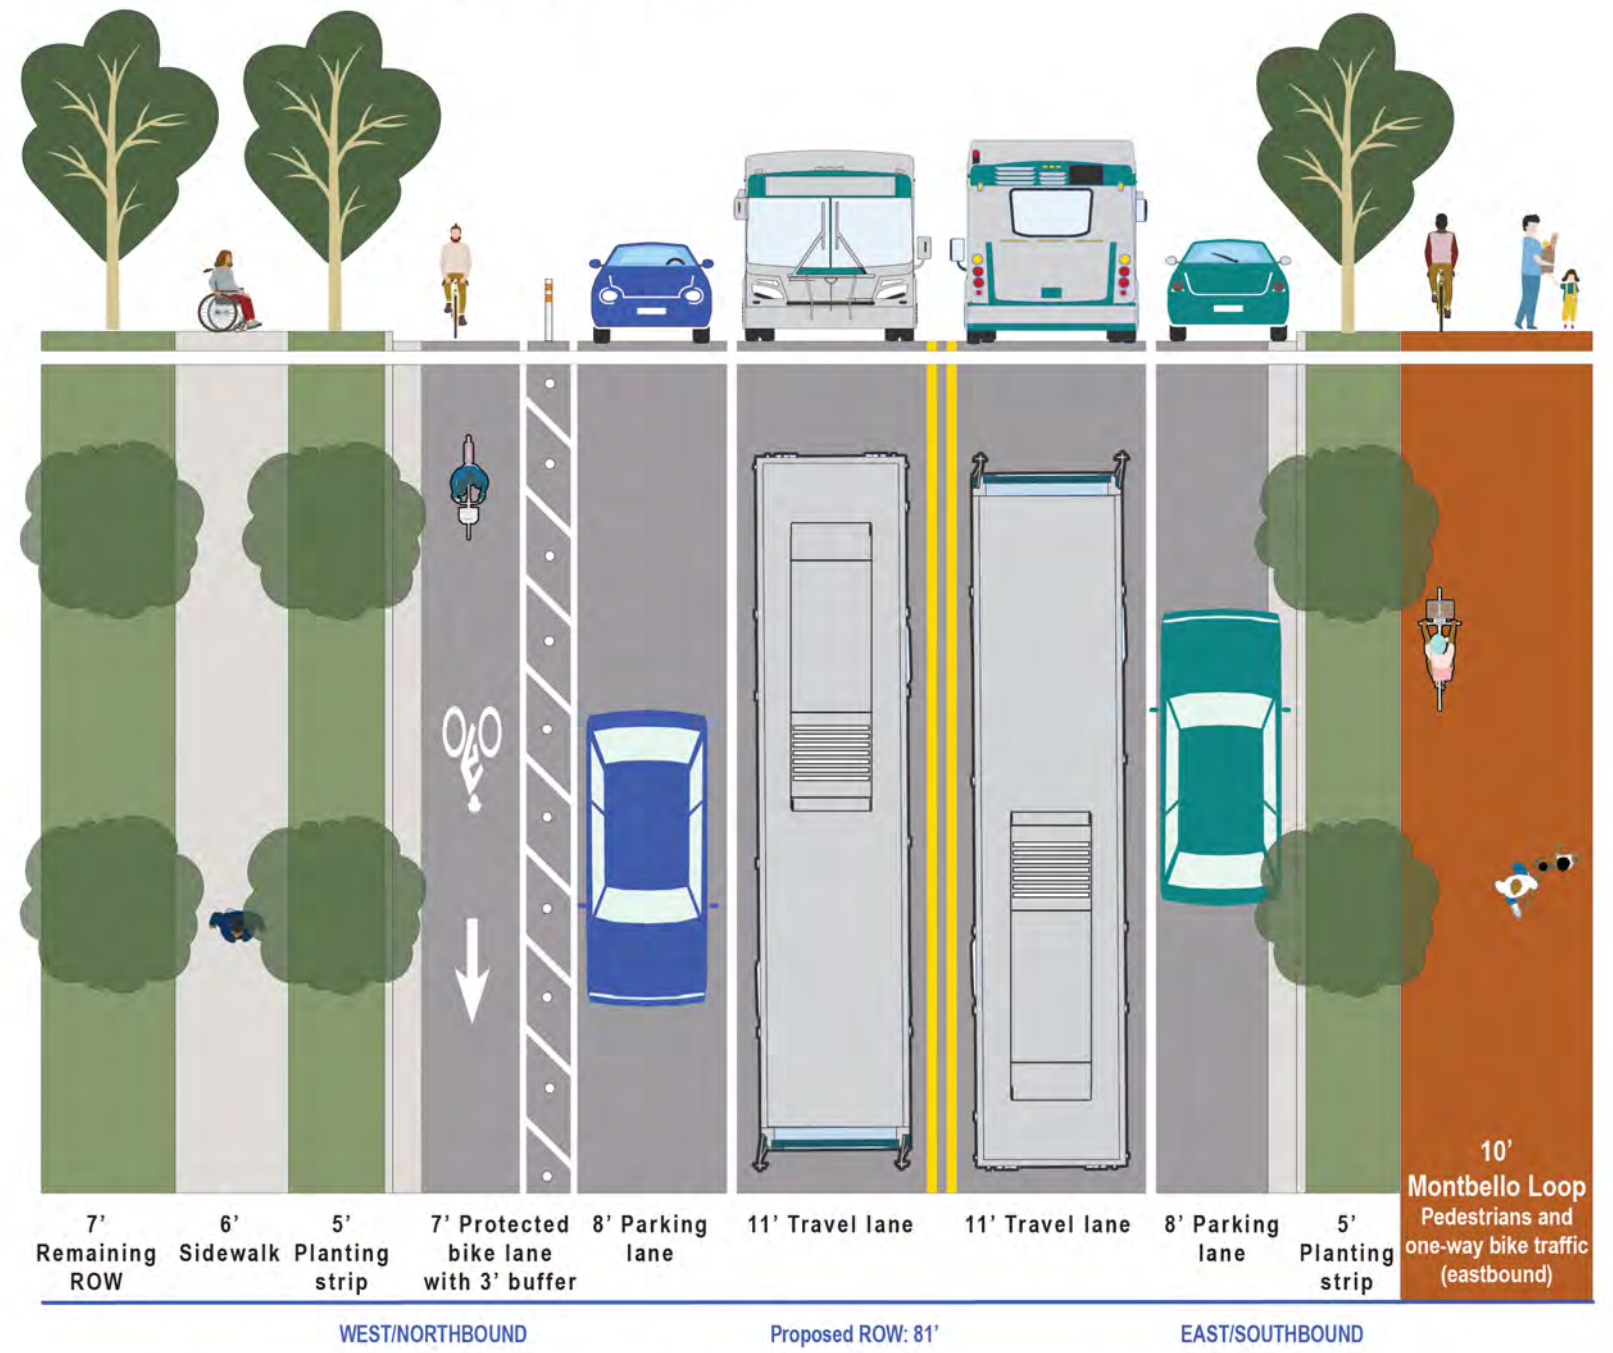 7’
Remaining
ROW
6’
Sidewalk
5’
Planting
strip
7’ Protected
bike lane
with 3’ buffer
8’ Parking
lane
11’ Travel lane
11’ Travel lane
8’ Parking
lane
5’
Planting
strip
10’
Montbello Loop
Pedestrians and
one-way bike traffic
(eastbound)
WEST/NORTHBOUND
Proposed ROW: 81’
EAST/SOUTHBOUND